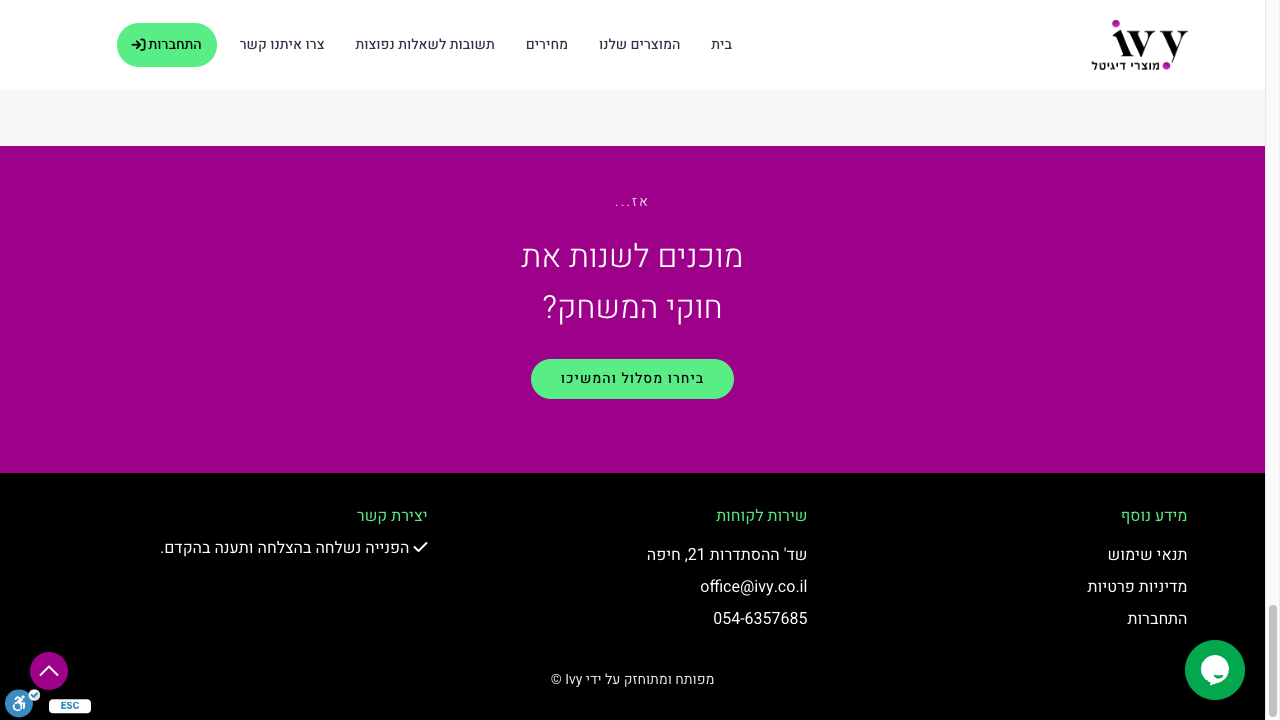 ivy
מוצרי דיגיטל
בית
המוצרים שלנו
מחירים
תשובות לשאלות נפוצות
צרו איתנו קשר
התחברות
אז...
מוכנים לשנות את
חוקי המשחק?
ביחרו מסלול והמשיכו
מידע נוסף
תנאי שימוש
מדיניות פרטיות
התחברות
שירות לקוחות
שד' ההסתדרות 21, חיפה
office@ivy.co.il
054-6357685
יצירת קשר
הפנייה נשלחה בהצלחה ותענה בהקדם.
מפותח ומתוחזק על ידי Ivy ©
ESC